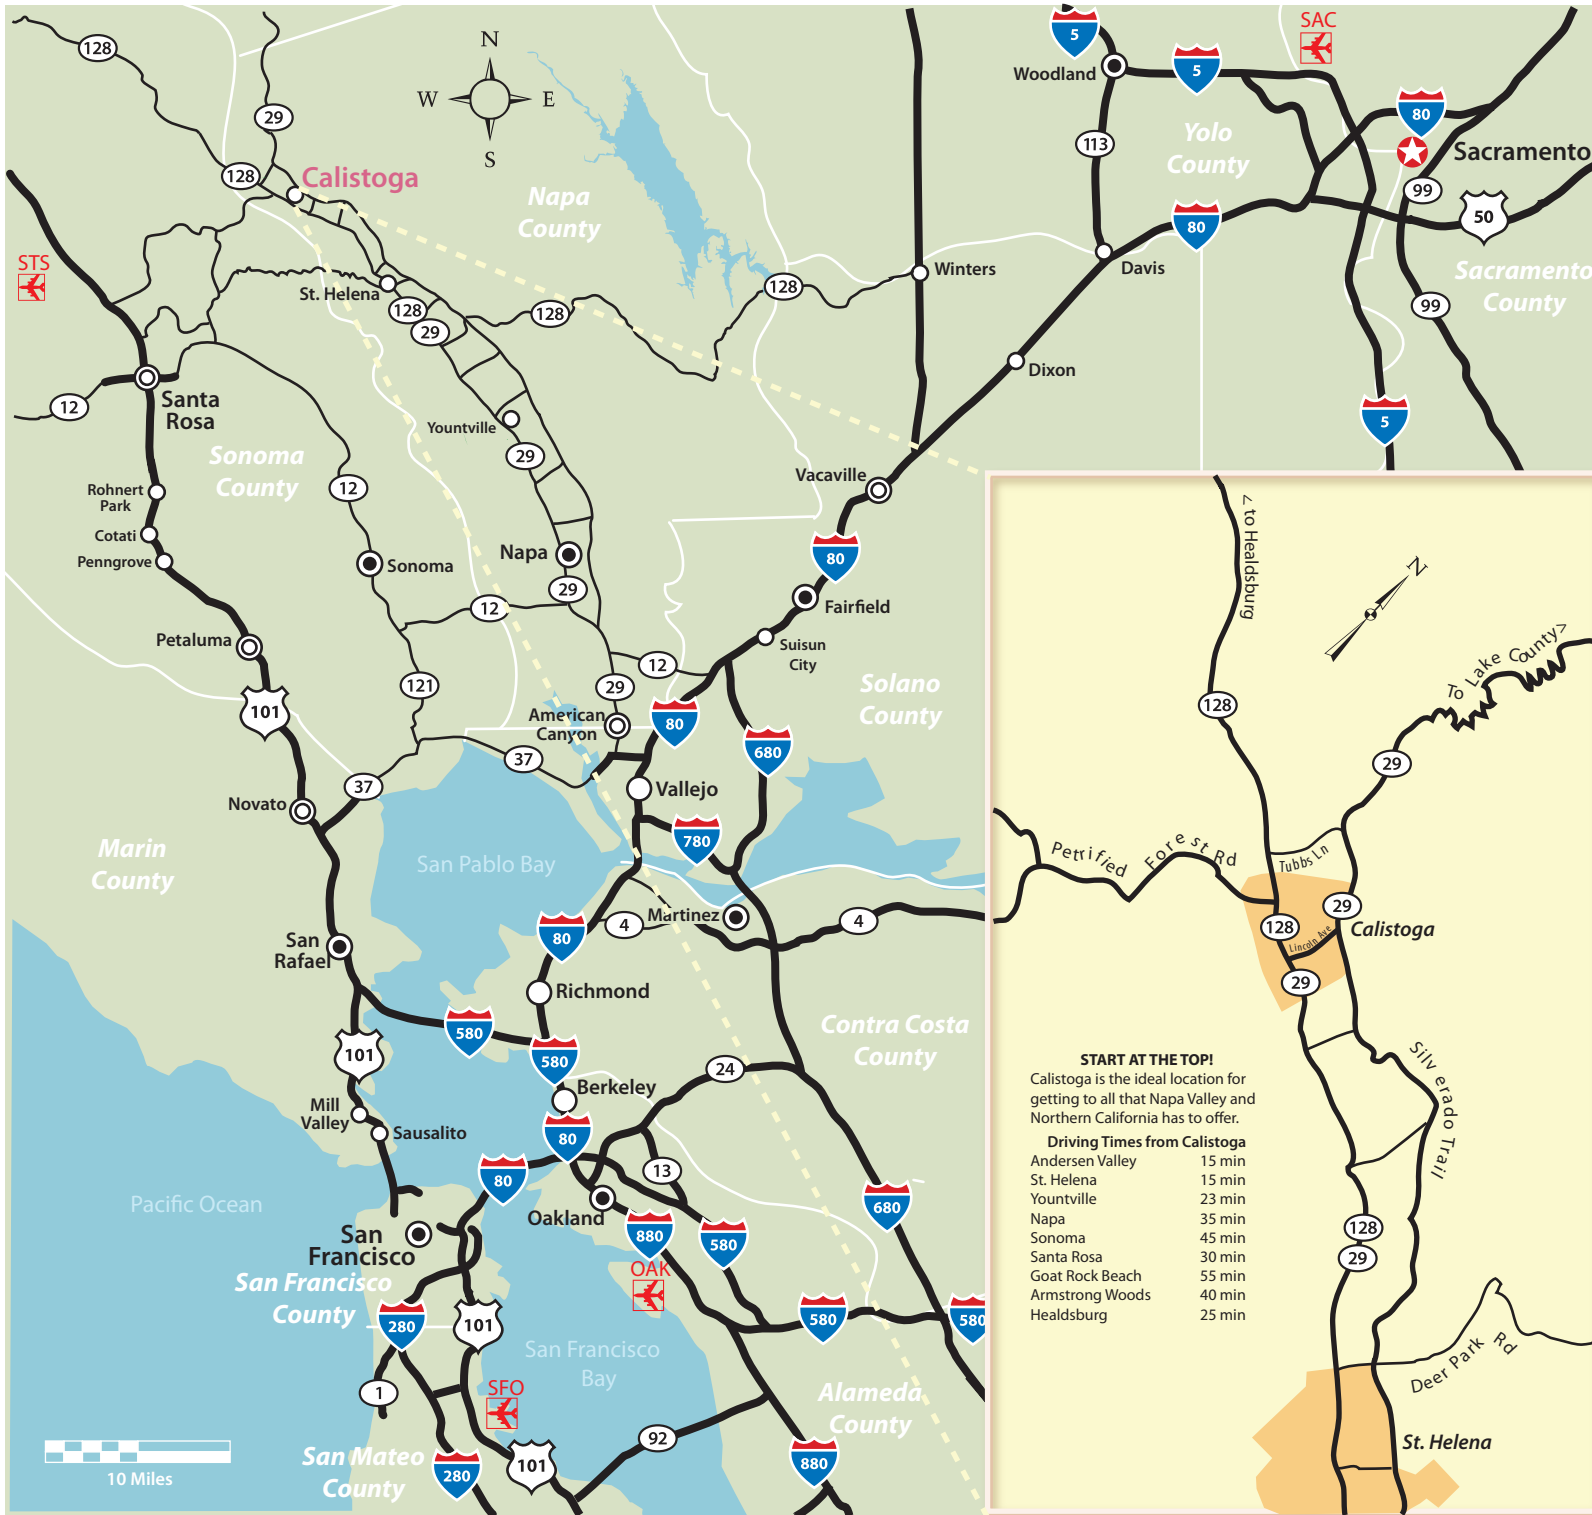 128
29
128
Calistoga
N
W
E
S
Napa
County
5
Woodland
5
SAC
80
Sacramento
Yolo
County
113
99
50
80
Davis
Winters
Sacramento
County
99
STS
St. Helena
128
29
128
128
Dixon
5
12
Santa
Rosa
Yountville
29
Sonoma
County
12
Vacaville
Rohnert
Park
Cotati
Penngrove
Sonoma
Napa
29
80
Fairfield
12
Petaluma
Suisun
City
12
121
29
101
American
Canyon
80
Solano
County
680
37
37
Novato
Vallejo
780
Marin
County
San Pablo Bay
Martinez
4
4
80
San
Rafael
Richmond
580
580
101
Contra Costa
County
24
Berkeley
Mill
Valley
Sausalito
80
80
13
Pacific Ocean
Oakland
680
San
Francisco
880
580
OAK
San Francisco
County
280
101
580
580
San Francisco
Bay
1
SFO
Alameda
County
92
San Mateo
County
101
280
880
10 Miles
< to Healdsburg
N
To Lake County>
128
29
Petrified Forest Rd
Tubbs Ln
29
128
Lincoln Ave
Calistoga
29
Silverado Trail
START AT THE TOP!
Calistoga is the ideal location for
getting to all that Napa Valley and
Northern California has to offer.
Driving Times from Calistoga
Andersen Valley 15 min
St. Helena 15 min
Yountville 23 min
Napa 35 min
Sonoma 45 min
Santa Rosa 30 min
Goat Rock Beach 55 min
Armstrong Woods 40 min
Healdsburg 25 min
128
29
Deer Park Rd
St. Helena